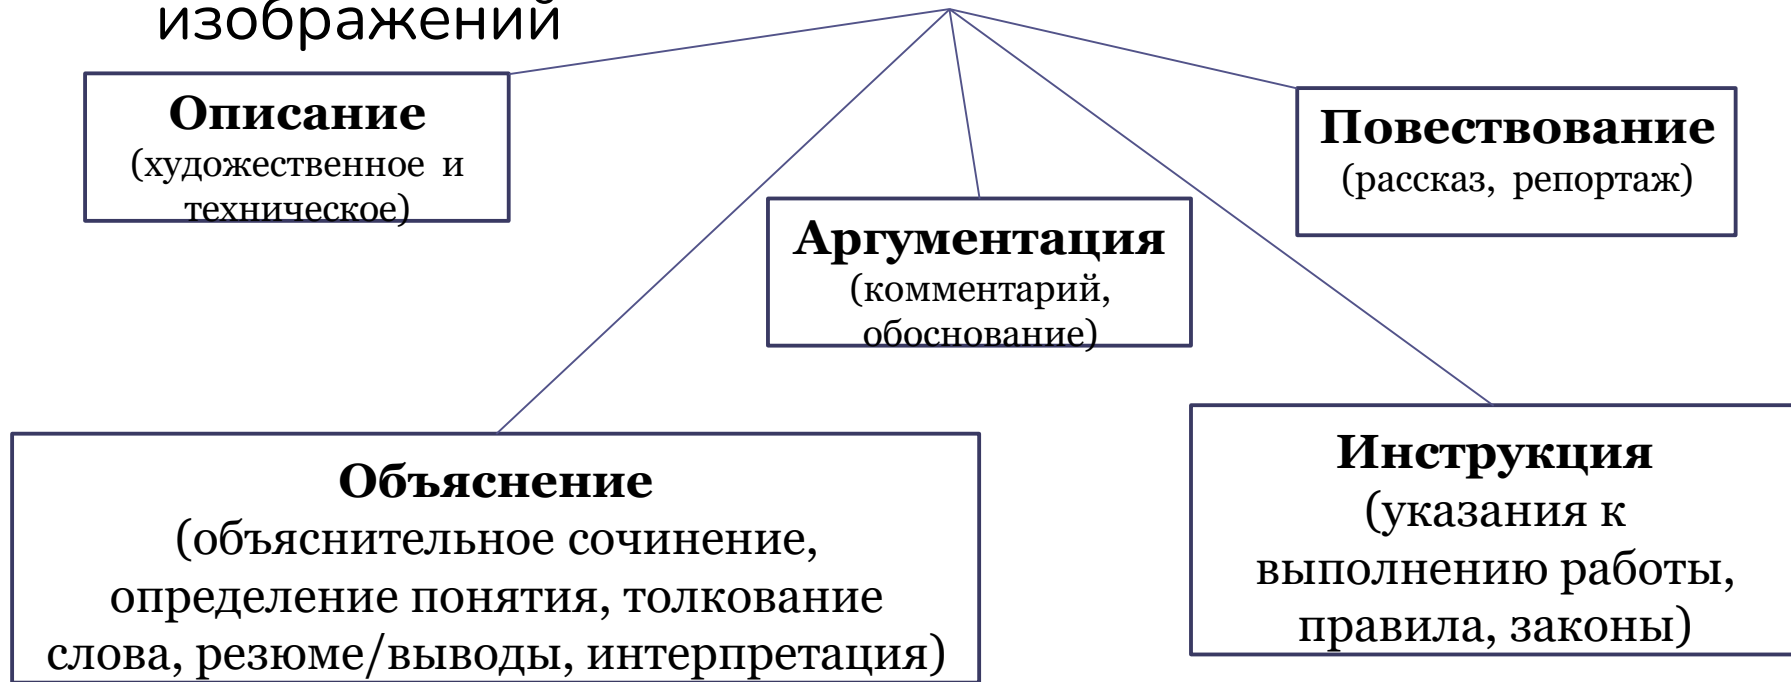 изображений
Описание
(художественное и
техническое)
Повествование
(рассказ, репортаж)
Аргументация
(комментарий,
обоснование)
Объяснение
(объяснительное сочинение,
определение понятия, толкование
слова, резюме/выводы, интерпретация)
Инструкция
(указания к
выполнению работы,
правила, законы)